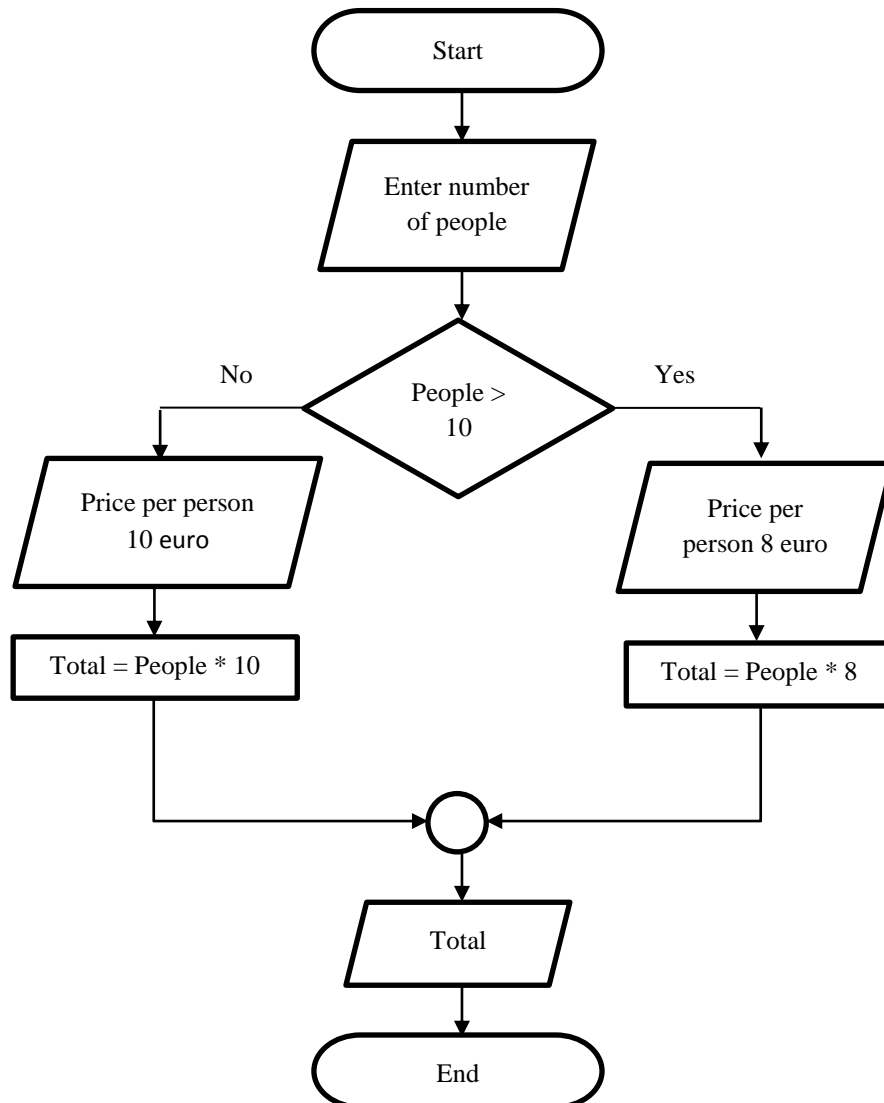 Start
Enter number
of people
No
Yes
People >
10
Price per person
10 euro
Price per
person 8 euro
Total = People * 10
Total = People * 8
Total
End